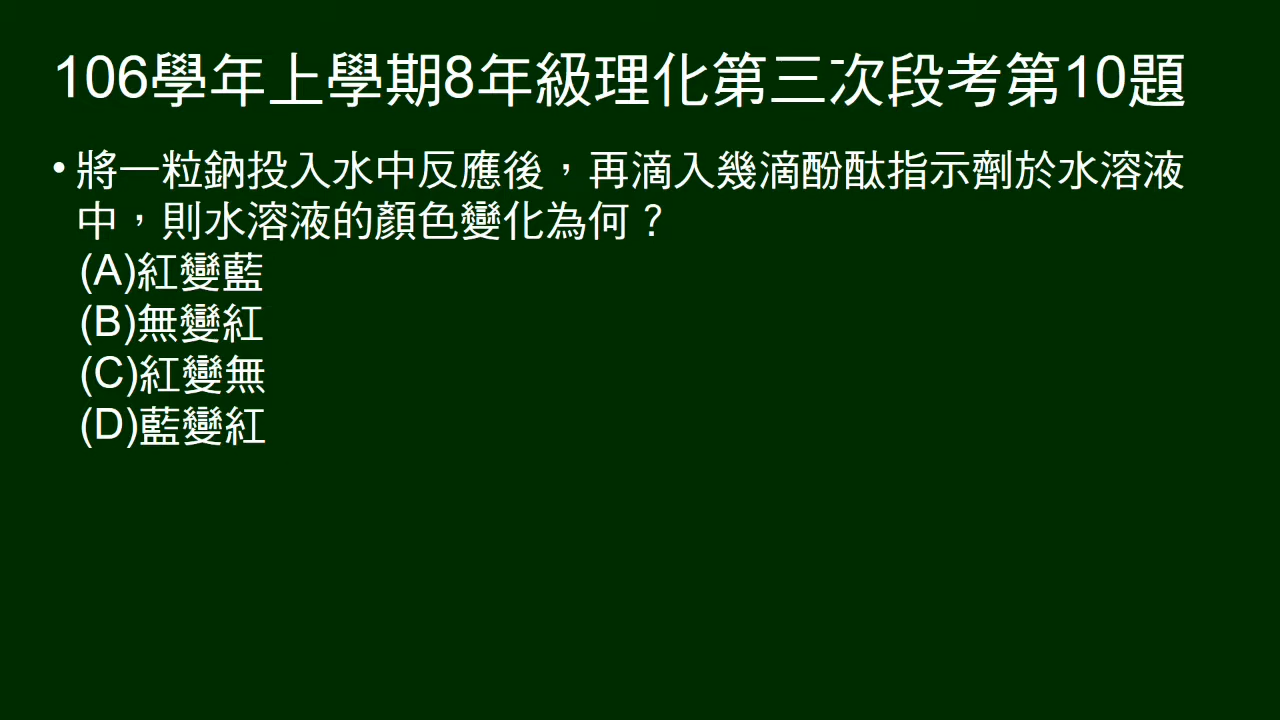 106學年上學期8年級理化第三次段考第10題
• 將一粒鈉投入水中反應後，再滴入幾滴酚酞指示劑於水溶液
中，則水溶液的顏色變化為何？
(A)紅變藍
(B)無變紅
(C)紅變無
(D)藍變紅